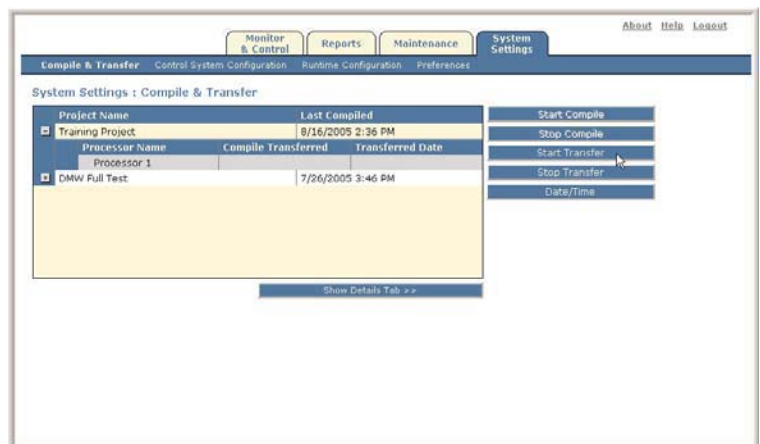 About Help Logout
Monitor & Control Reports Maintenance System Settings
Compile & Transfer Control System Configuration Runtime Configuration Preferences
System Settings : Compile & Transfer
Project Name Last Compiled Start Compile
Training Project 8/16/2005 2:36 PM Stop Compile
Processor Name Compile Transferred Transferred Date Start Transfer
Processor 1
DMW Full Test 7/26/2005 3:46 PM Stop Transfer
Date/Time
Show Details Tab >>